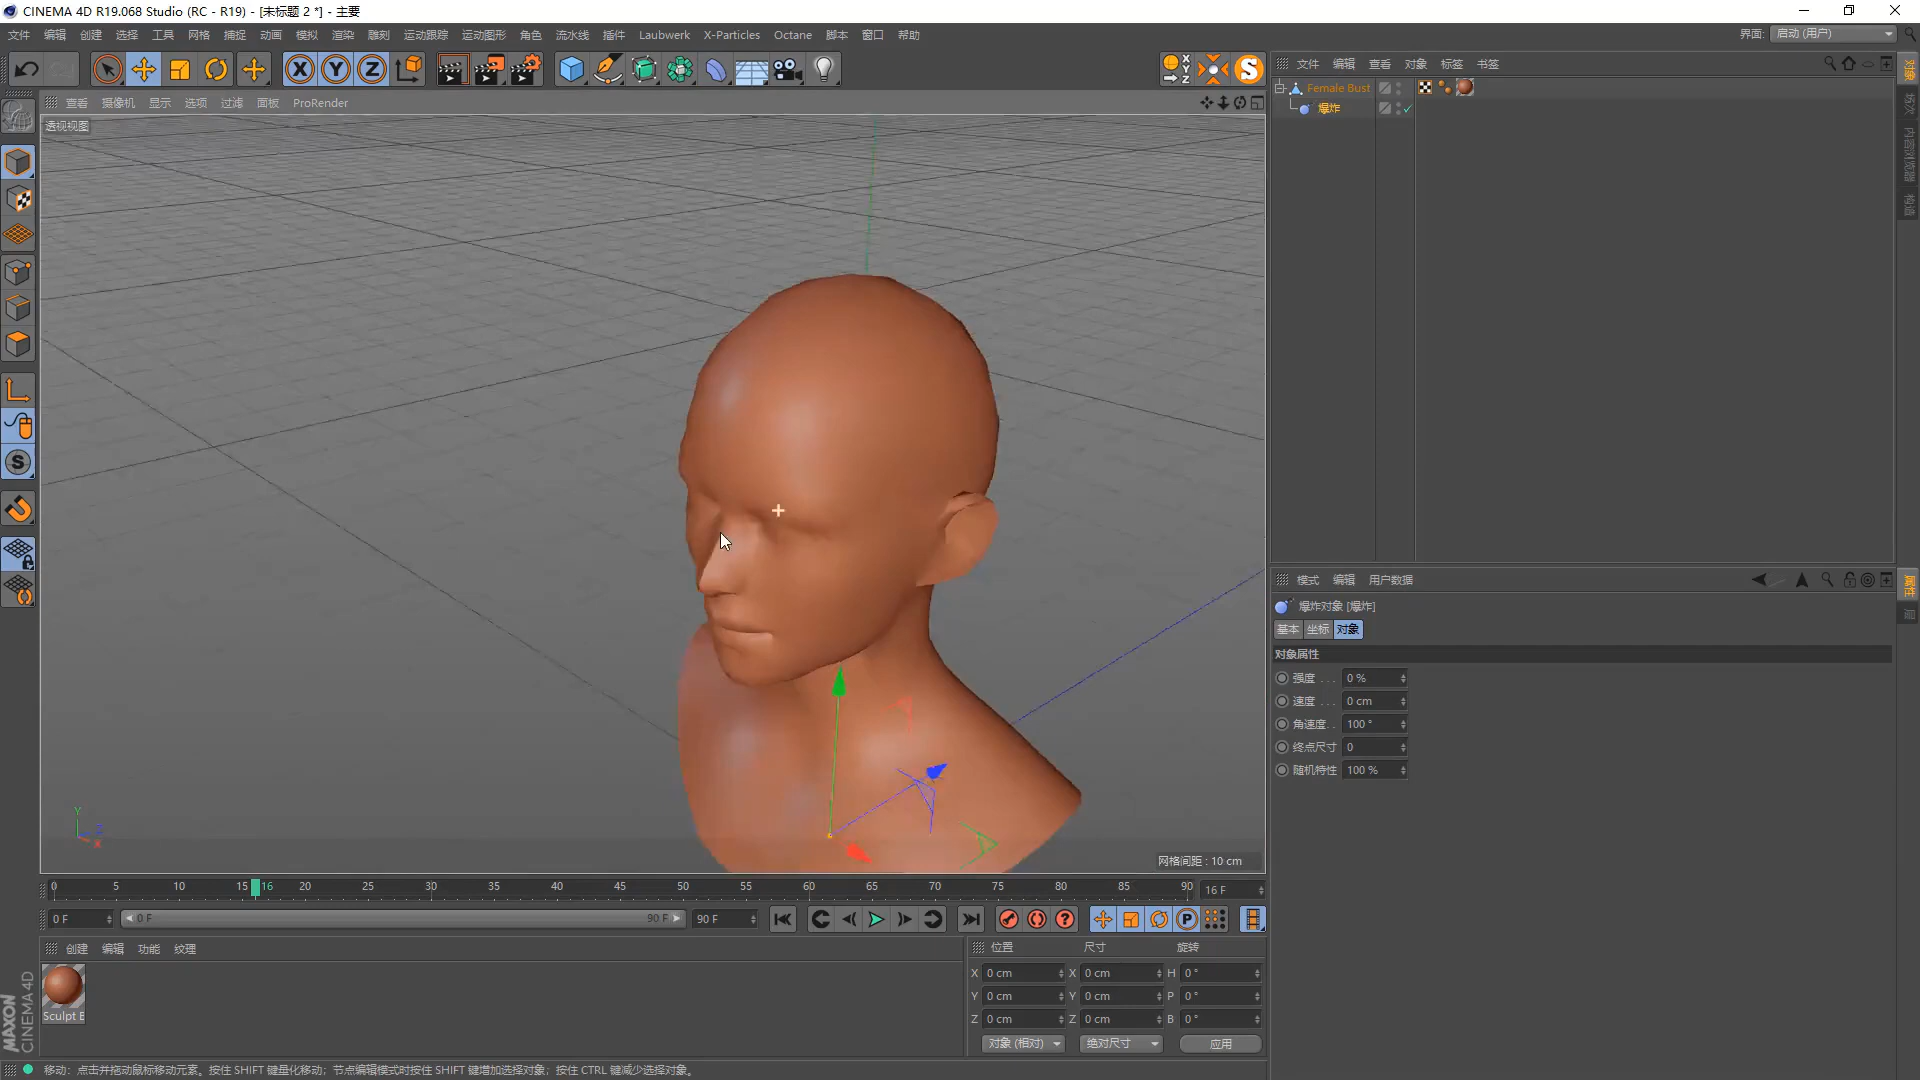 CINEMA 4D R19.068 Studio (RC - R19) - [未标题 2 *] - 主要
文件 编辑 创建 选择 工具 网格 捕捉 动画 模拟 渲染 雕刻 运动跟踪 运动图形 角色 流水线 插件 Laubwerk X-Particles Octane 脚本 窗口 帮助 界面: 启动 (用户)
X Y Z S
文件 编辑 查看 对象 标签 书签
查看 摄像机 显示 选项 过滤 面板 ProRender
透视视图
Female Bust
爆炸
对象
场次
内容浏览器
构造
网格间距 : 10 cm
模式 编辑 用户数据
爆炸对象 [爆炸]
基本 坐标 对象
对象属性
强度 . . . 0 %
速度 . . . 0 cm
角速度. . 100 °
终点尺寸 0
随机特性 100 %
属性
层
0 5 10 15 16 20 25 30 35 40 45 50 55 60 65 70 75 80 85 90 16 F
0 F 0 F 90 F 90 F
创建 编辑 功能 纹理
Sculpt E
MAXON
CINEMA 4D
位置 尺寸 旋转
X 0 cm X 0 cm H 0 °
Y 0 cm Y 0 cm P 0 °
Z 0 cm Z 0 cm B 0 °
对象 (相对) 绝对尺寸 应用
移动: 点击并拖动鼠标移动元素。按住 SHIFT 键量化移动; 节点编辑模式时按住 SHIFT 键增加选择对象; 按住 CTRL 键减少选择对象。